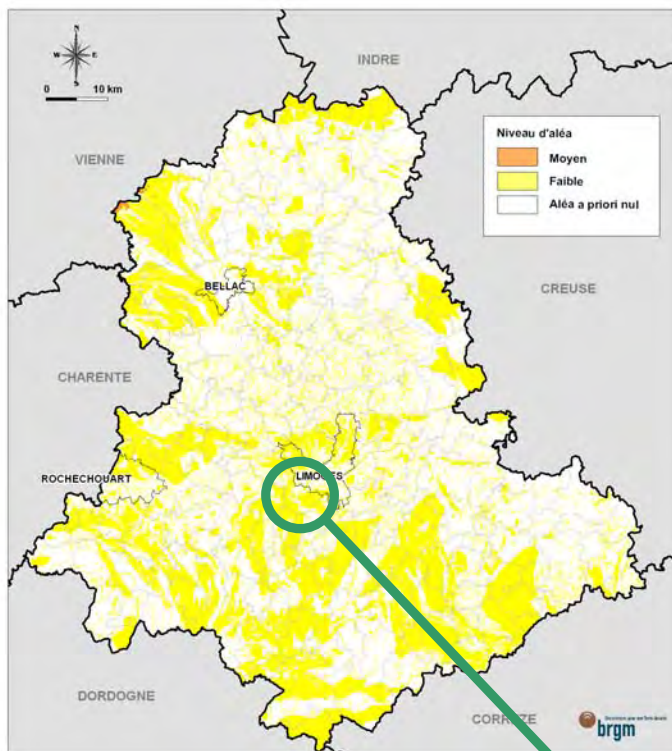 N
W E
S
0 10 km
INDRE
VIENNE
Niveau d'aléa
Moyen
Faible
Aléa a priori nul
BELLAC
CREUSE
CHARENTE
ROCHECHOUART
LIMOGES
DORDOGNE
CORREZE
brgm